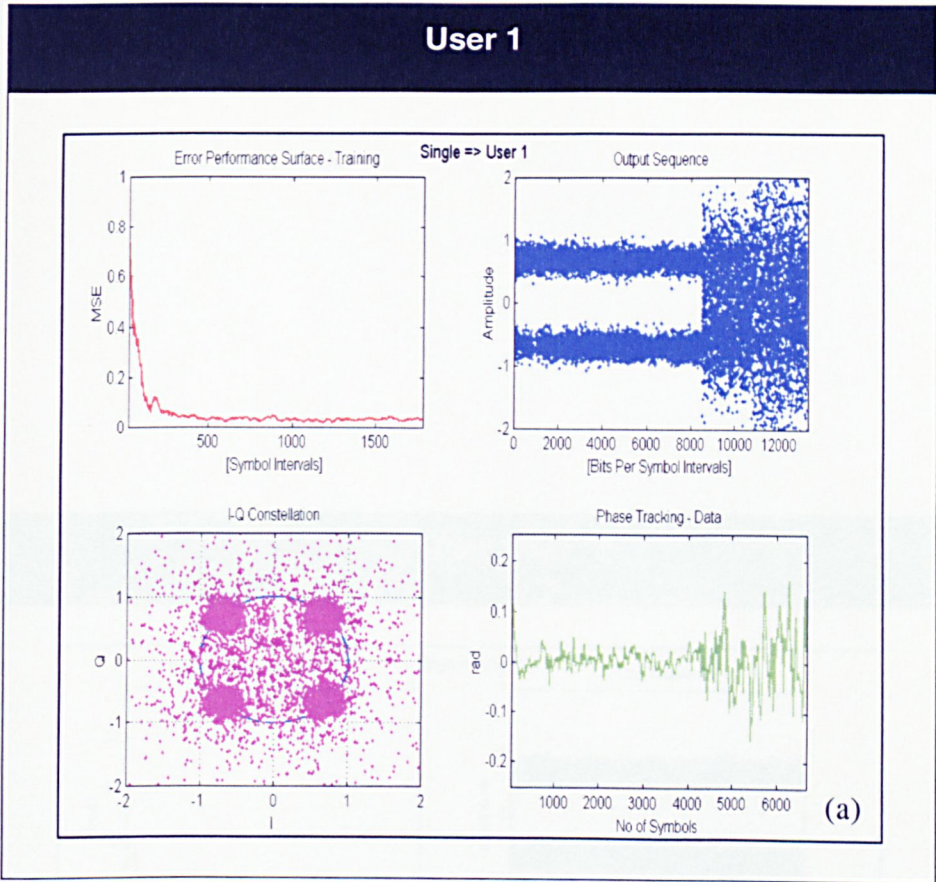 User 1
Single => User 1
Error Performance Surface - Training
1
0.8
0.6
0.4
0.2
0
MSE
500
1000
1500
[Symbol Intervals]
Output Sequence
2
1
0
-1
-2
Amplitude
0
2000
4000
6000
8000
10000
12000
[Bits Per Symbol Intervals]
I-Q Constellation
2
1
0
-1
-2
Q
-2
-1
0
1
2
I
Phase Tracking - Data
0.2
0.1
0
-0.1
-0.2
rad
1000
2000
3000
4000
5000
6000
No of Symbols
(a)